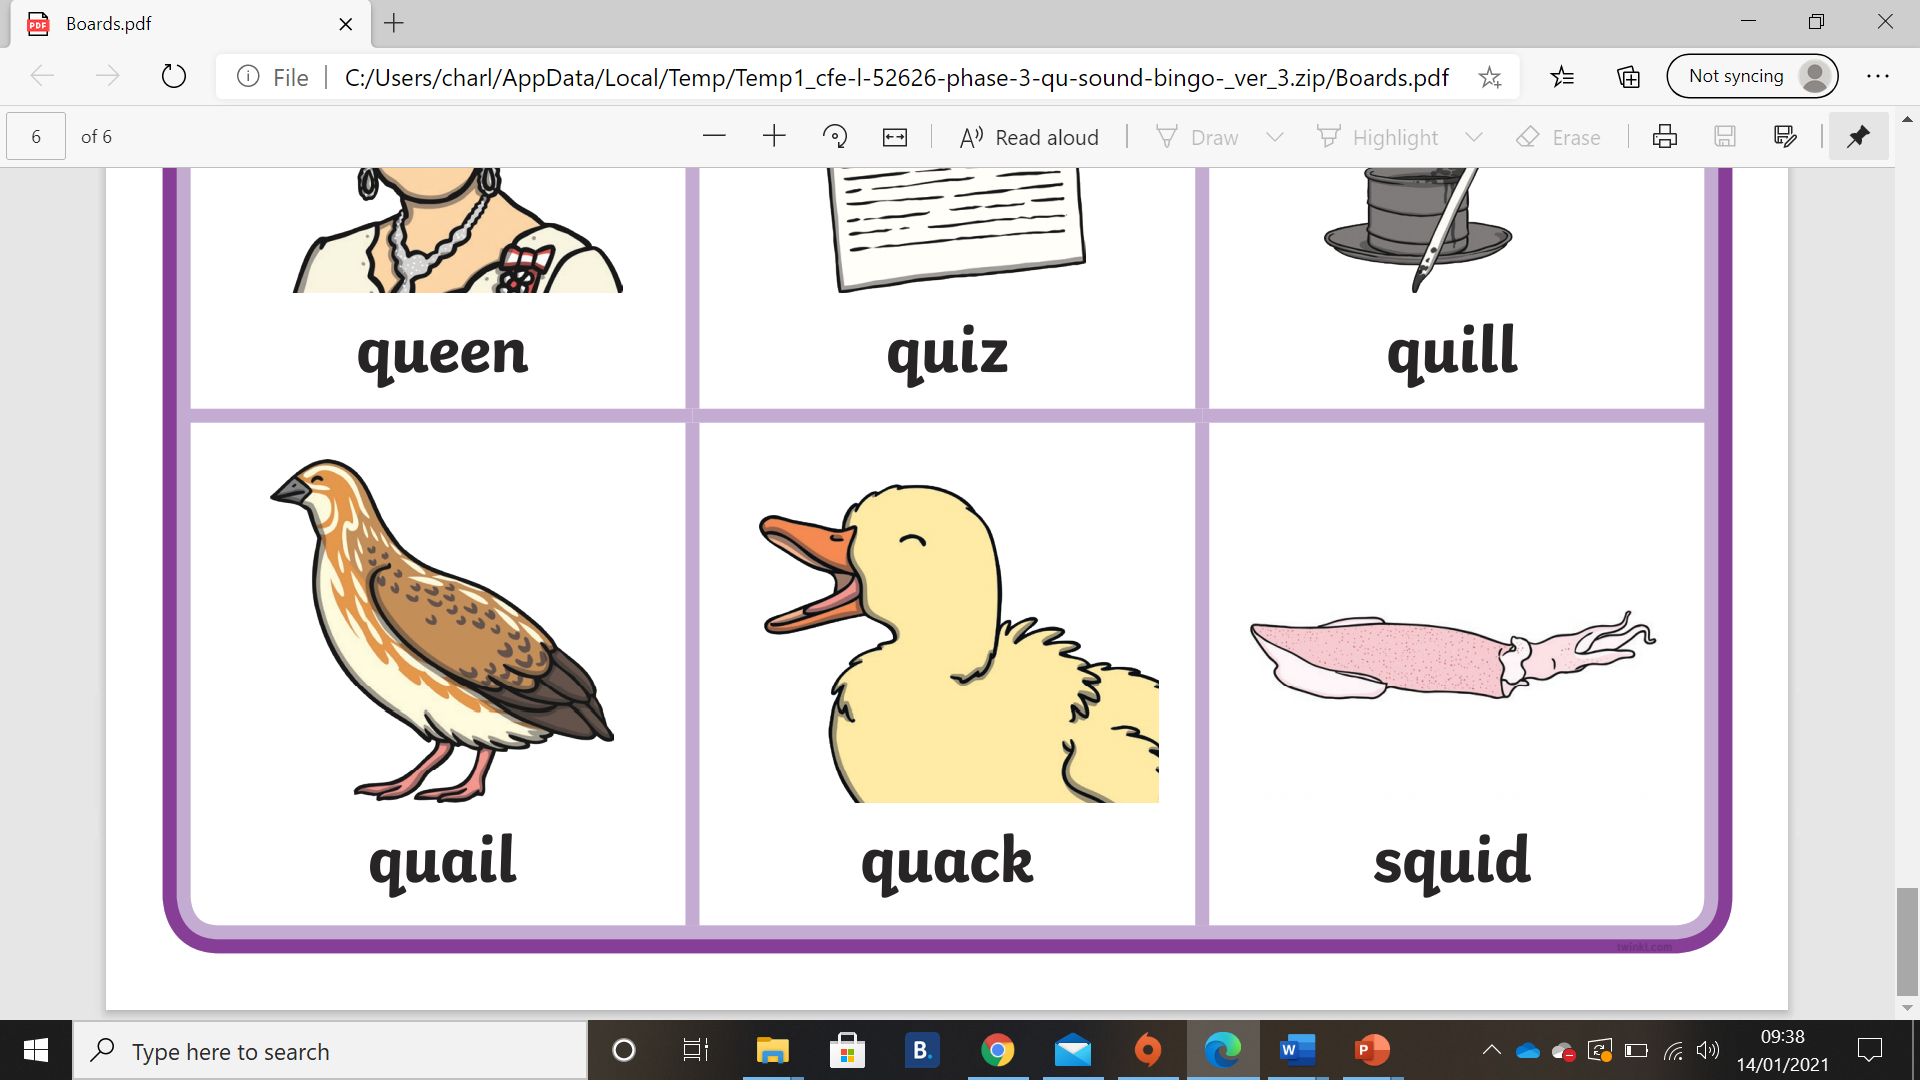 Boards.pdf
File
C:/Users/charl/AppData/Local/Temp/Temp1_cfe-l-52626-phase-3-qu-sound-bingo-_ver_3.zip/Boards.pdf
Not syncing
6 of 6
Read aloud
Draw
Highlight
Erase
queen quiz quill
quail quack squid
twinkl.com
Type here to search
B.
W
P
09:38
14/01/2021